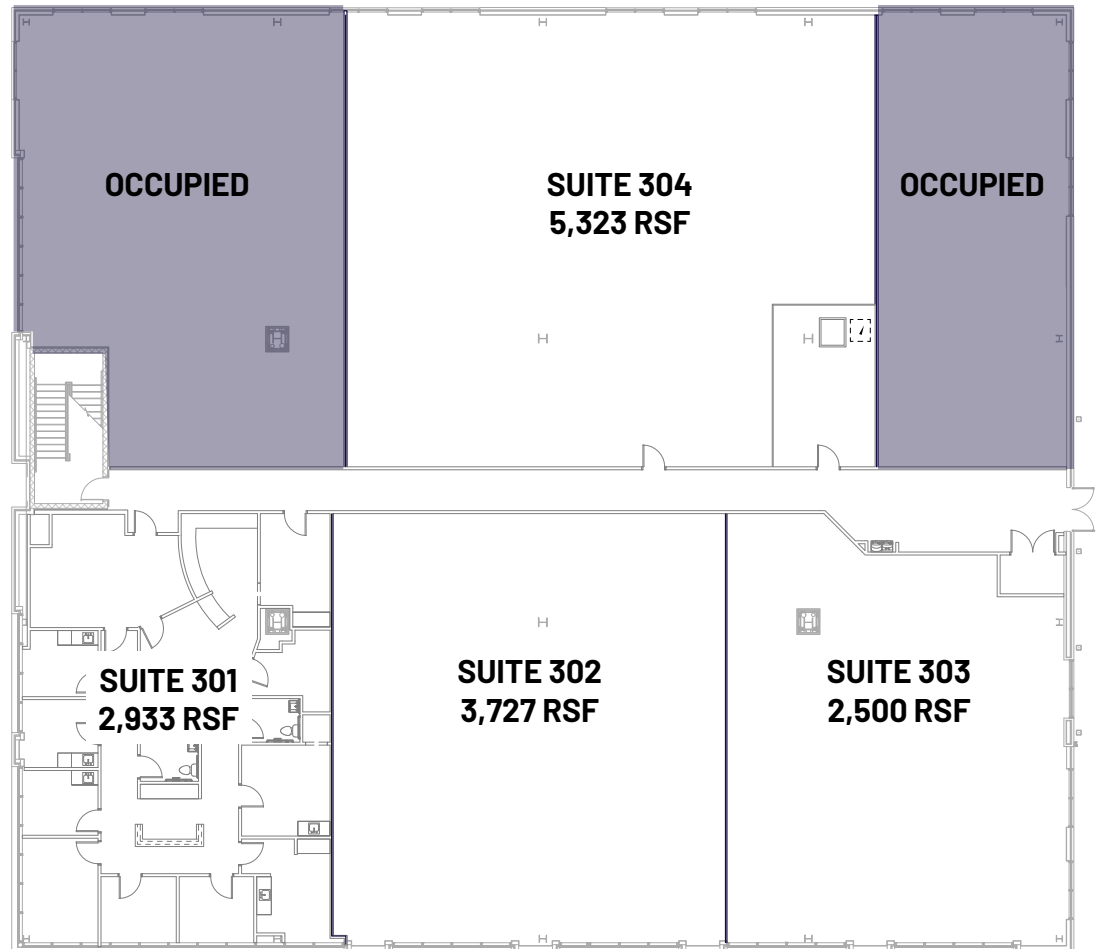 OCCUPIED
SUITE 304
5,323 RSF
OCCUPIED
SUITE 301
2,933 RSF
SUITE 302
3,727 RSF
SUITE 303
2,500 RSF